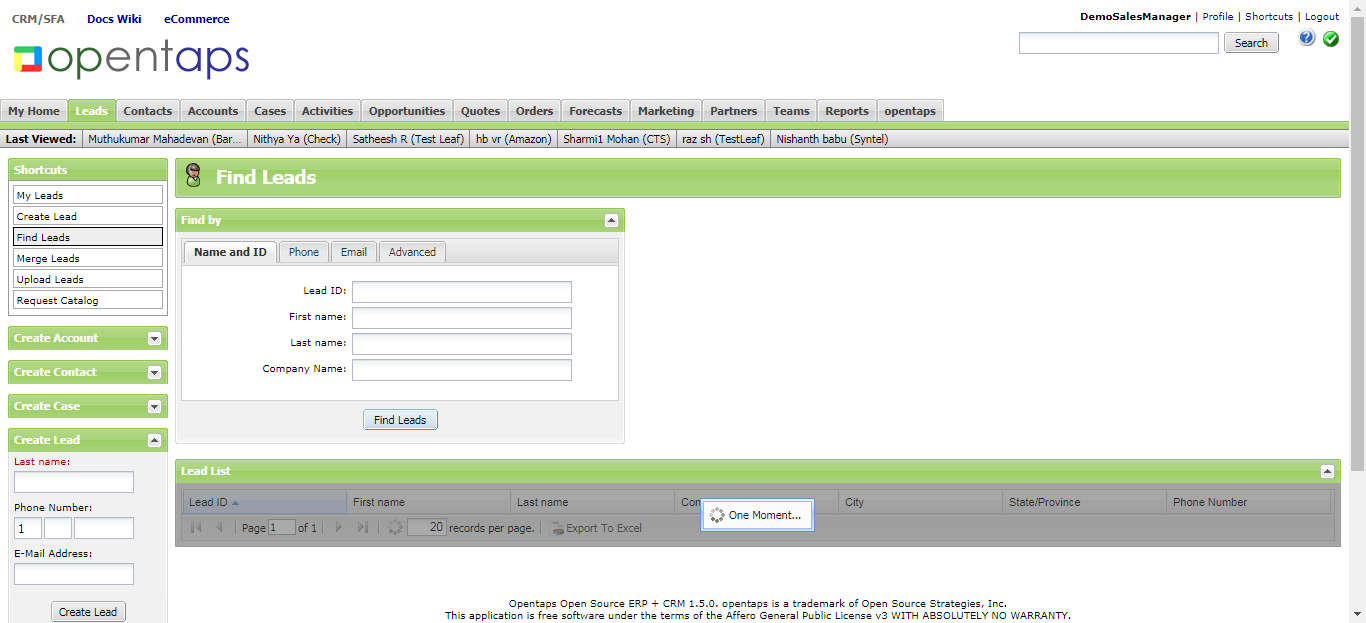 CRM/SFA Docs Wiki eCommerce
DemoSalesManager | Profile | Shortcuts | Logout
opentaps
Search
My Home Leads Contacts Accounts Cases Activities Opportunities Quotes Orders Forecasts Marketing Partners Teams Reports opentaps
Last Viewed: Muthukumar Mahadevan (Bar... Nithya Ya (Check) Satheesh R (Test Leaf) hb vr (Amazon) Sharmi1 Mohan (CTS) raz sh (TestLeaf) Nishanth babu (Syntel)
Shortcuts
My Leads
Create Lead
Find Leads
Merge Leads
Upload Leads
Request Catalog
Create Account
Create Contact
Create Case
Create Lead
Last name:
Phone Number:
1
E-Mail Address:
Create Lead
Find Leads
Find by
Name and ID Phone Email Advanced
Lead ID:
First name:
Last name:
Company Name:
Find Leads
Lead List
Lead ID First name Last name City State/Province Phone Number
One Moment...
Page 1 of 1 20 records per page. Export To Excel
Opentaps Open Source ERP + CRM 1.5.0. opentaps is a trademark of Open Source Strategies, Inc.
This application is free software under the terms of the Affero General Public License v3 WITH ABSOLUTELY NO WARRANTY.